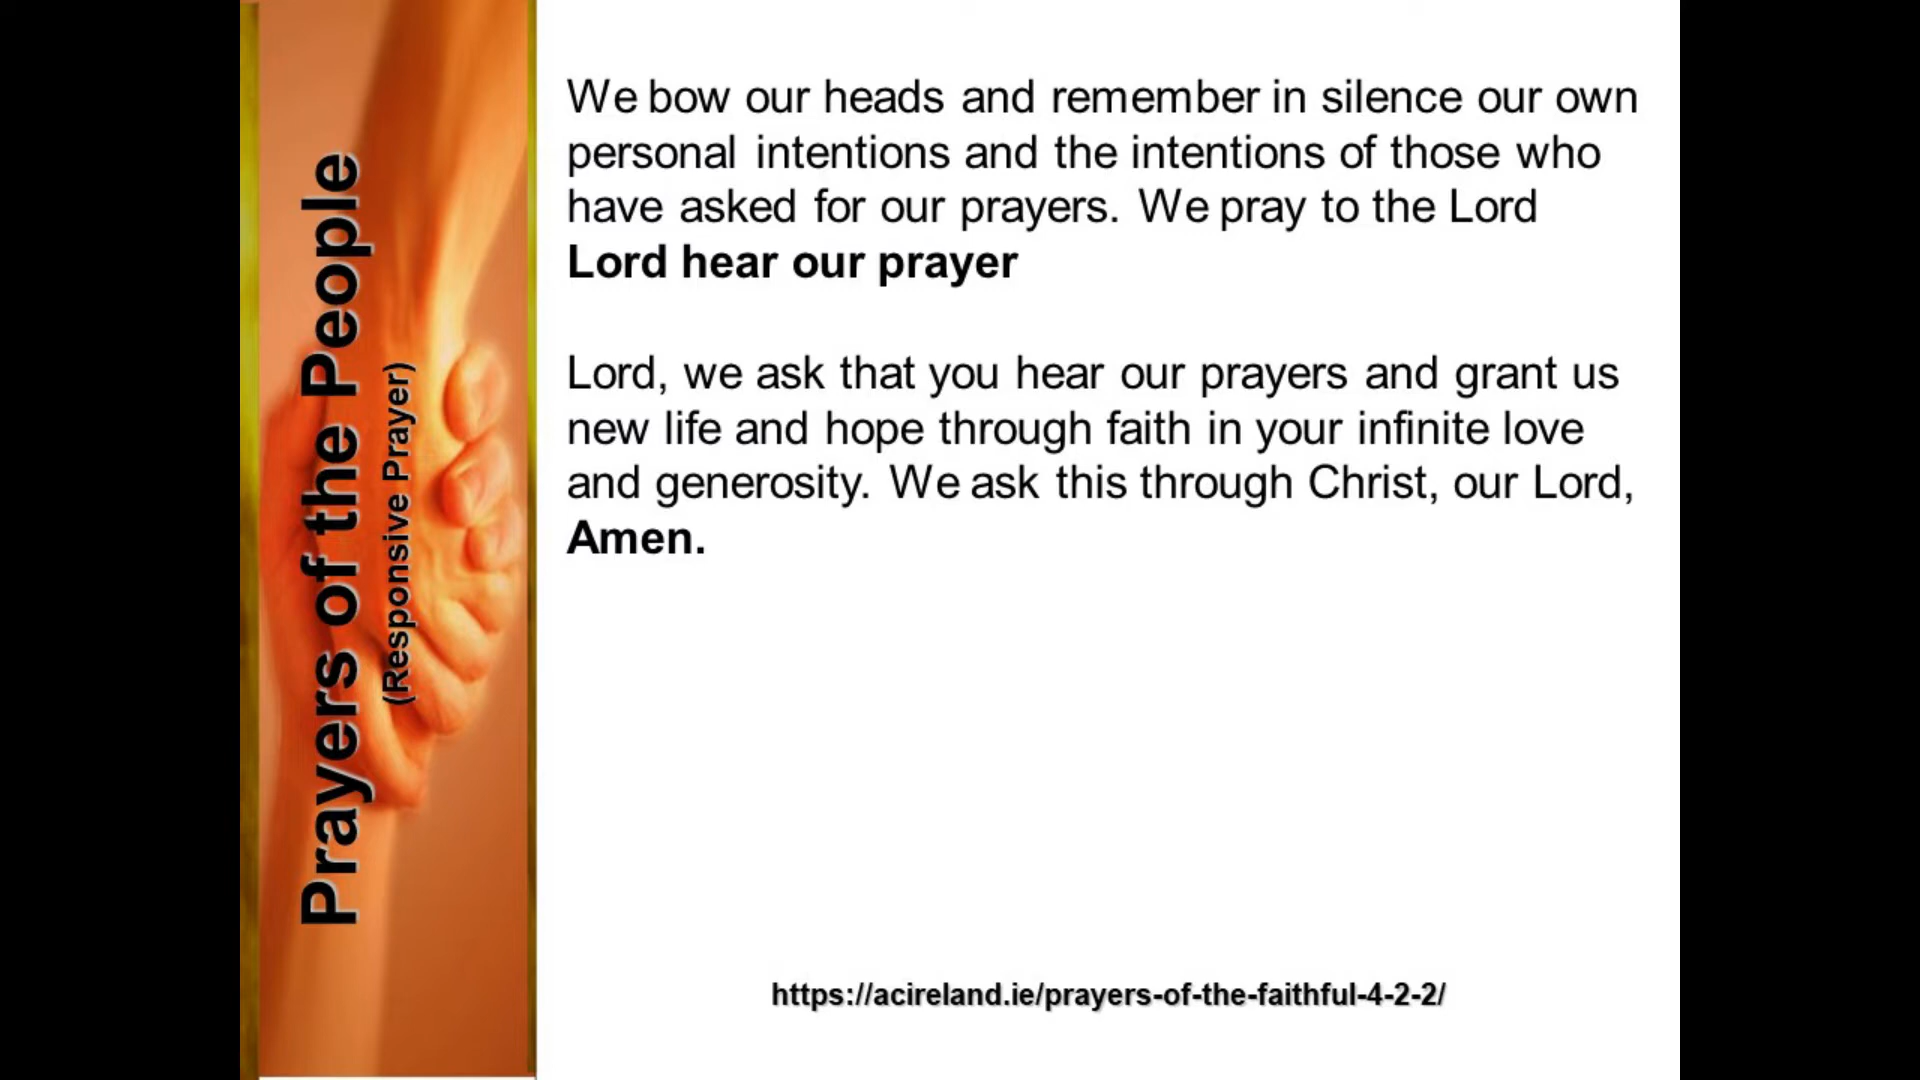 Prayers of the People
(Responsive Prayer)
We bow our heads and remember in silence our own
personal intentions and the intentions of those who
have asked for our prayers. We pray to the Lord
Lord hear our prayer
Lord, we ask that you hear our prayers and grant us
new life and hope through faith in your infinite love
and generosity. We ask this through Christ, our Lord,
Amen.
https://acireland.ie/prayers-of-the-faithful-4-2-2/